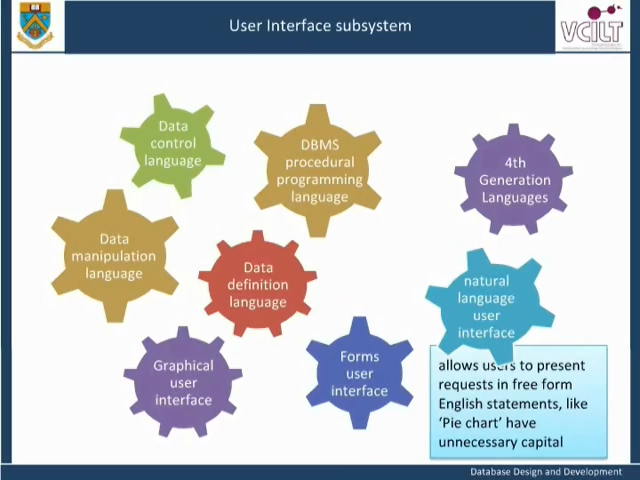 User Interface subsystem
VCILT
Data
control
language
DBMS
procedural
programming
language
4th
Generation
Languages
Data
manipulation
language
Data
definition
language
natural
language
user
interface
Graphical
user
interface
Forms
user
interface
allows users to present
requests in free form
English statements, like
‘Pie chart’ have
unnecessary capital
Database Design and Development